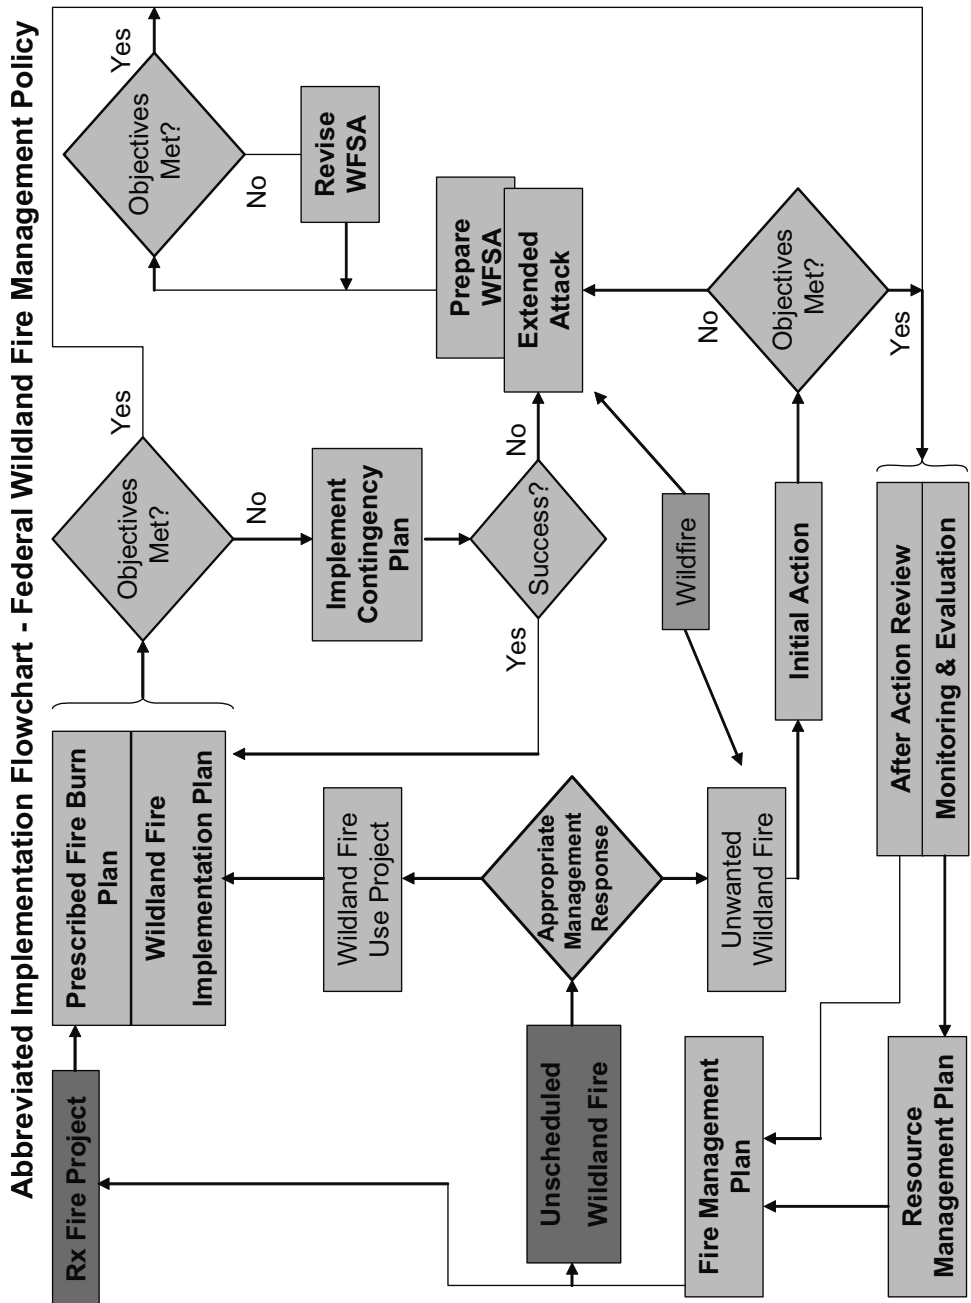 Abbreviated Implementation Flowchart - Federal Wildland Fire Management Policy
Rx Fire Project
Prescribed Fire Burn
Plan
Wildland Fire
Implementation Plan
Objectives
Met?
Yes
No
Implement
Contingency
Plan
Success?
Yes
No
Objectives
Met?
Yes
No
Revise
WFSA
Prepare
WFSA
Extended
Attack
Wildland Fire
Use Project
Unscheduled
Wildland Fire
Appropriate
Management
Response
Wildfire
Unwanted
Wildland Fire
Initial Action
Objectives
Met?
No
Yes
Fire Management
Plan
Resource
Management Plan
After Action Review
Monitoring & Evaluation